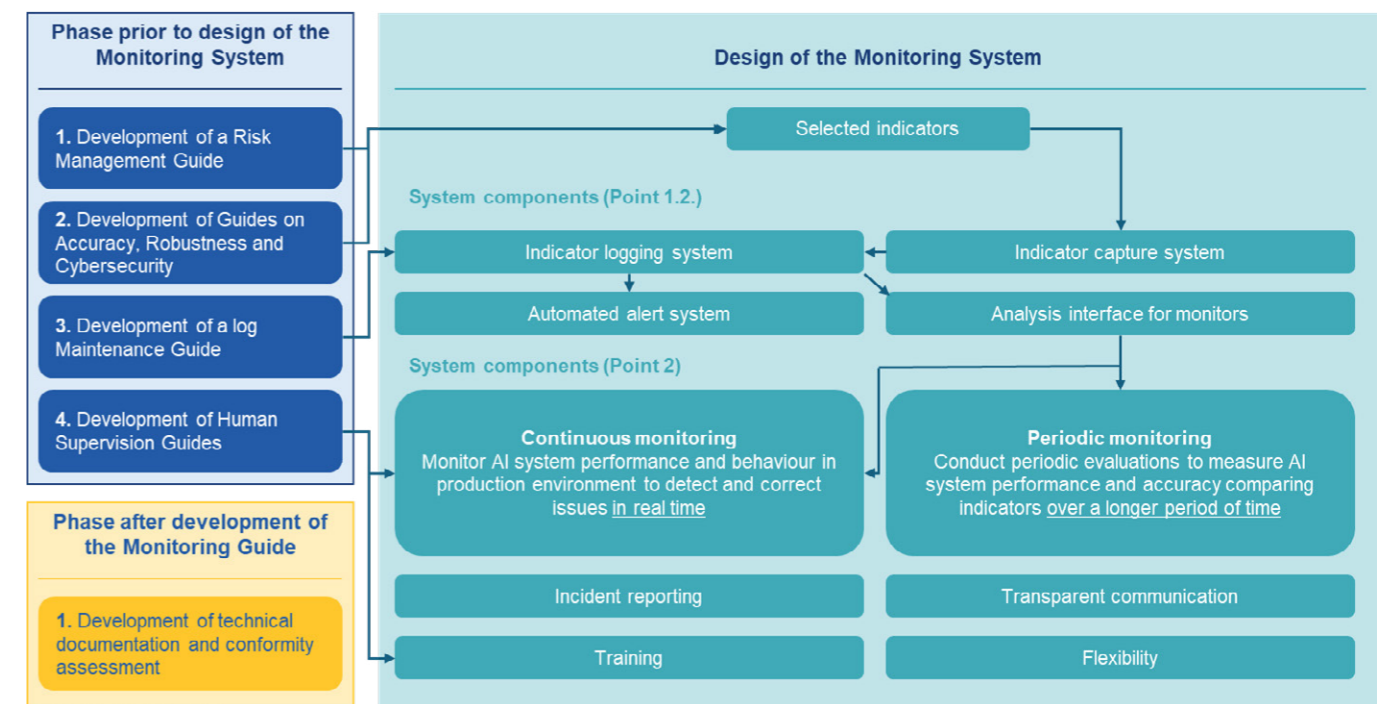 Phase prior to design of the
Monitoring System
1. Development of a Risk
Management Guide
2. Development of Guides on
Accuracy, Robustness and
Cybersecurity
3. Development of a log
Maintenance Guide
4. Development of Human
Supervision Guides
Phase after development of
the Monitoring Guide
1. Development of technical
documentation and conformity
assessment
Design of the Monitoring System
Selected indicators
System components (Point 1.2.)
Indicator logging system
Indicator capture system
Automated alert system
Analysis interface for monitors
System components (Point 2)
Continuous monitoring
Monitor AI system performance and behaviour in
production environment to detect and correct
issues in real time
Periodic monitoring
Conduct periodic evaluations to measure AI
system performance and accuracy comparing
indicators over a longer period of time
Incident reporting
Transparent communication
Training
Flexibility